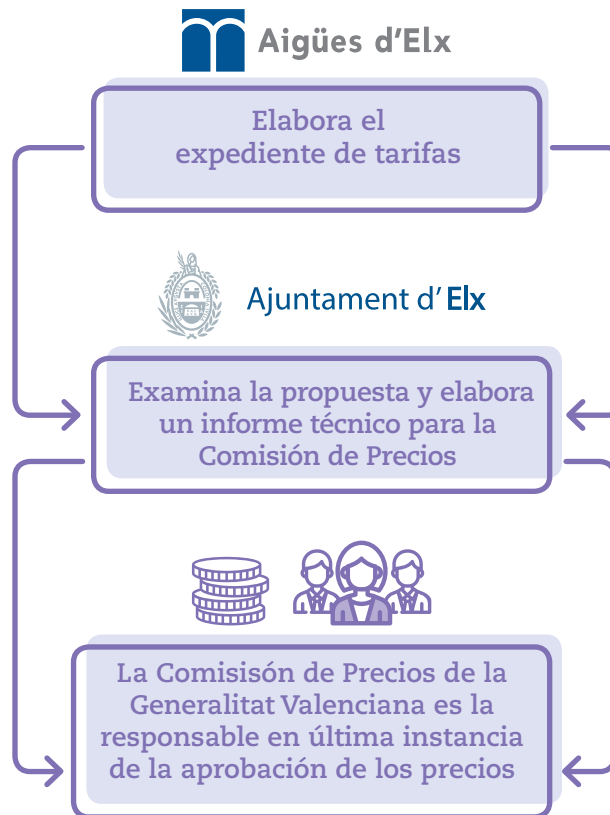 Aigües d'Elx
Elabora el
expediente de tarifas
Ajuntament d'Elx
Examina la propuesta y elabora
un informe técnico para la
Comisión de Precios
La Comisisón de Precios de la
Generalitat Valenciana es la
responsable en última instancia
de la aprobación de los precios